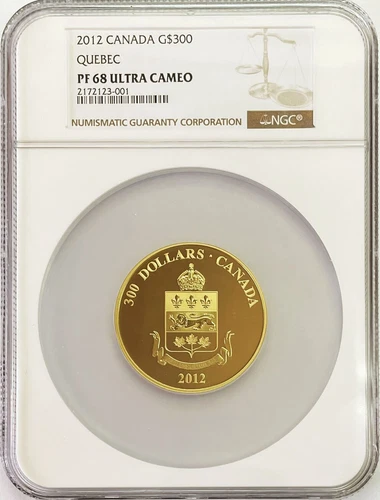 2012 CANADA G$300
QUEBEC
PF 68 ULTRA CAMEO
2172123-001
NUMISMATIC GUARANTY CORPORATION
NGC®
300 DOLLARS · CANADA
2012